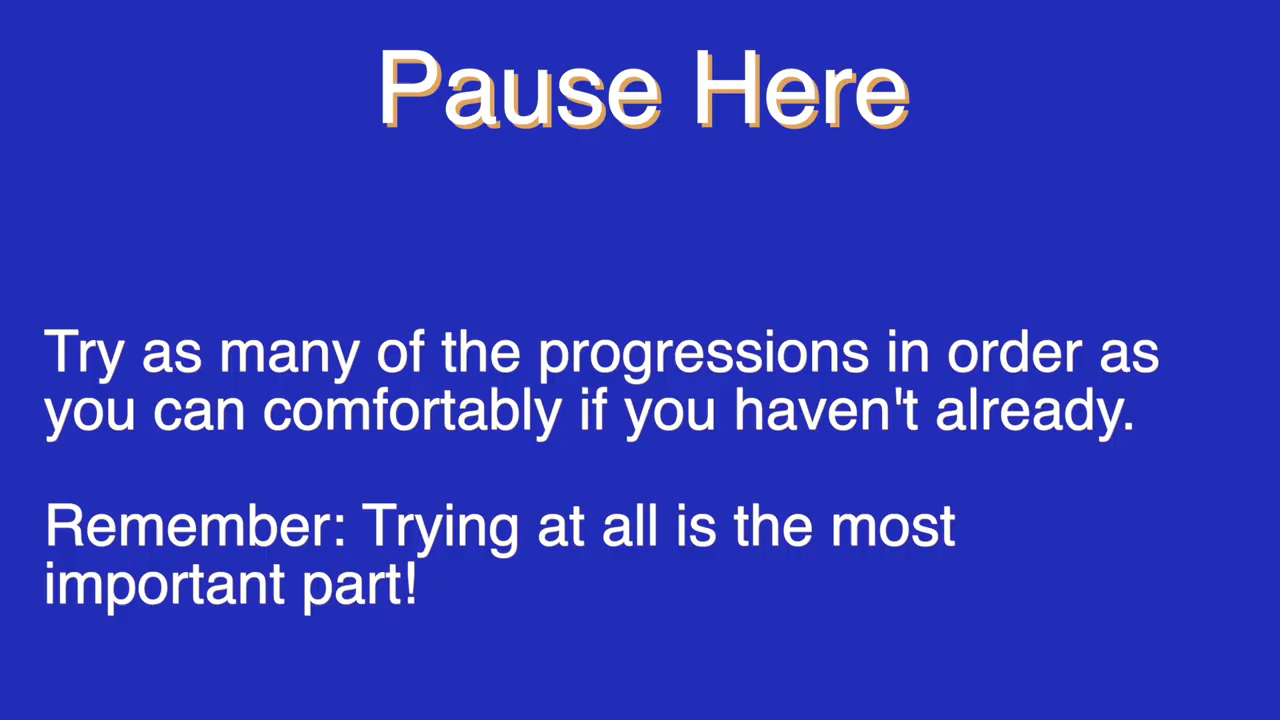 Pause Here
Try as many of the progressions in order as
you can comfortably if you haven't already.
Remember: Trying at all is the most
important part!